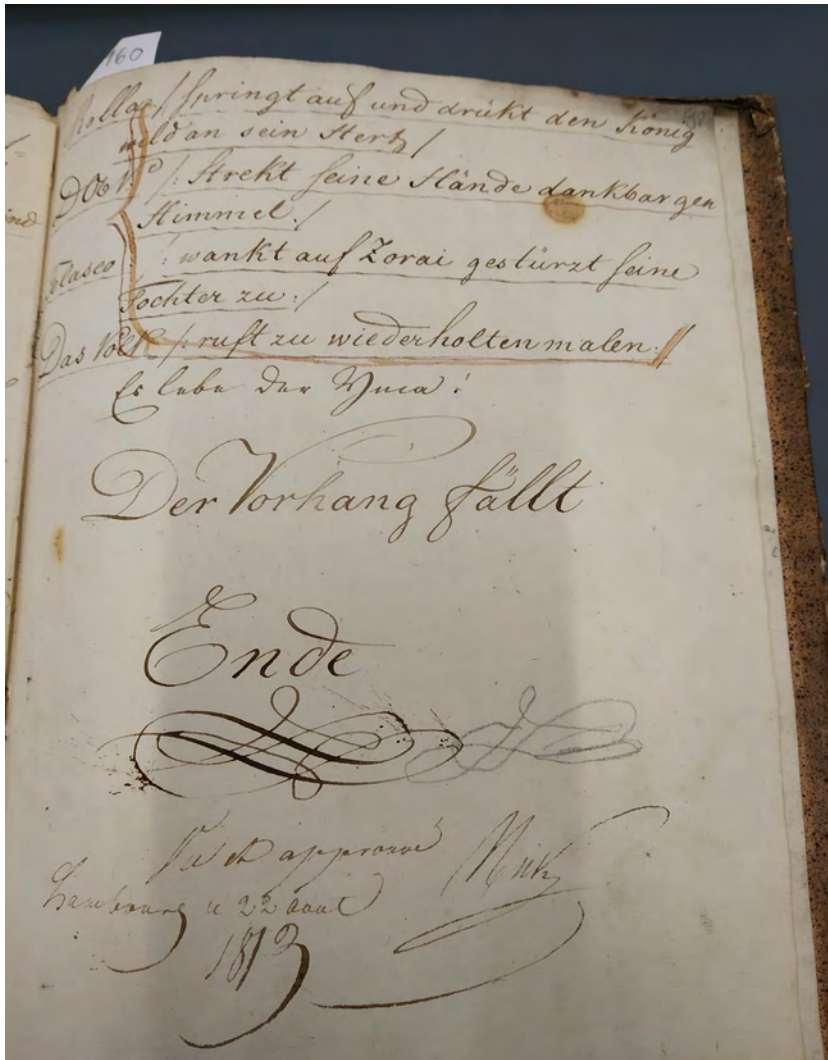 160
Rolla /: springt auf und drükt den König
wild an sein Hertz /
/: Strekt seine Hände dankbar gen
Himmel :/
Blasco /: wankt auf Zorai gestürzt seine
Tochter zu :/
Das Volk /: ruft zu wiederholten malen :/
Es lebe der Ynca!
Der Vorhang fällt
Ende
Vu et approuvé
hambourg le 22 aout
1813